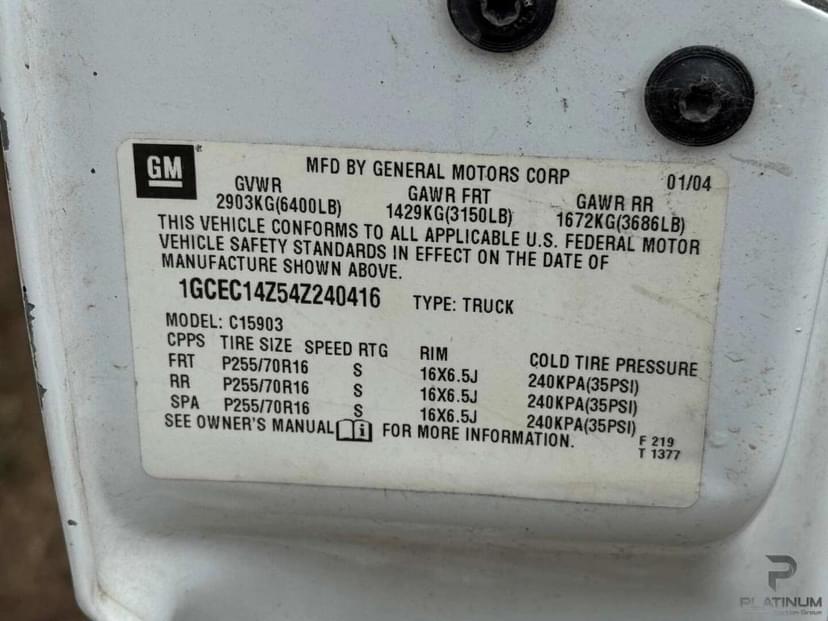 GM
MFD BY GENERAL MOTORS CORP 01/04
GVWR GAWR FRT GAWR RR
2903KG(6400LB) 1429KG(3150LB) 1672KG(3686LB)
THIS VEHICLE CONFORMS TO ALL APPLICABLE U.S. FEDERAL MOTOR
VEHICLE SAFETY STANDARDS IN EFFECT ON THE DATE OF
MANUFACTURE SHOWN ABOVE.
1GCEC14Z54Z240416 TYPE: TRUCK
MODEL: C15903
CPPS TIRE SIZE SPEED RTG RIM COLD TIRE PRESSURE
FRT P255/70R16 S 16X6.5J 240KPA(35PSI)
RR P255/70R16 S 16X6.5J 240KPA(35PSI)
SPA P255/70R16 S 16X6.5J 240KPA(35PSI)
SEE OWNER'S MANUAL FOR MORE INFORMATION.
F 219
T 1377
PLATINUM
Group